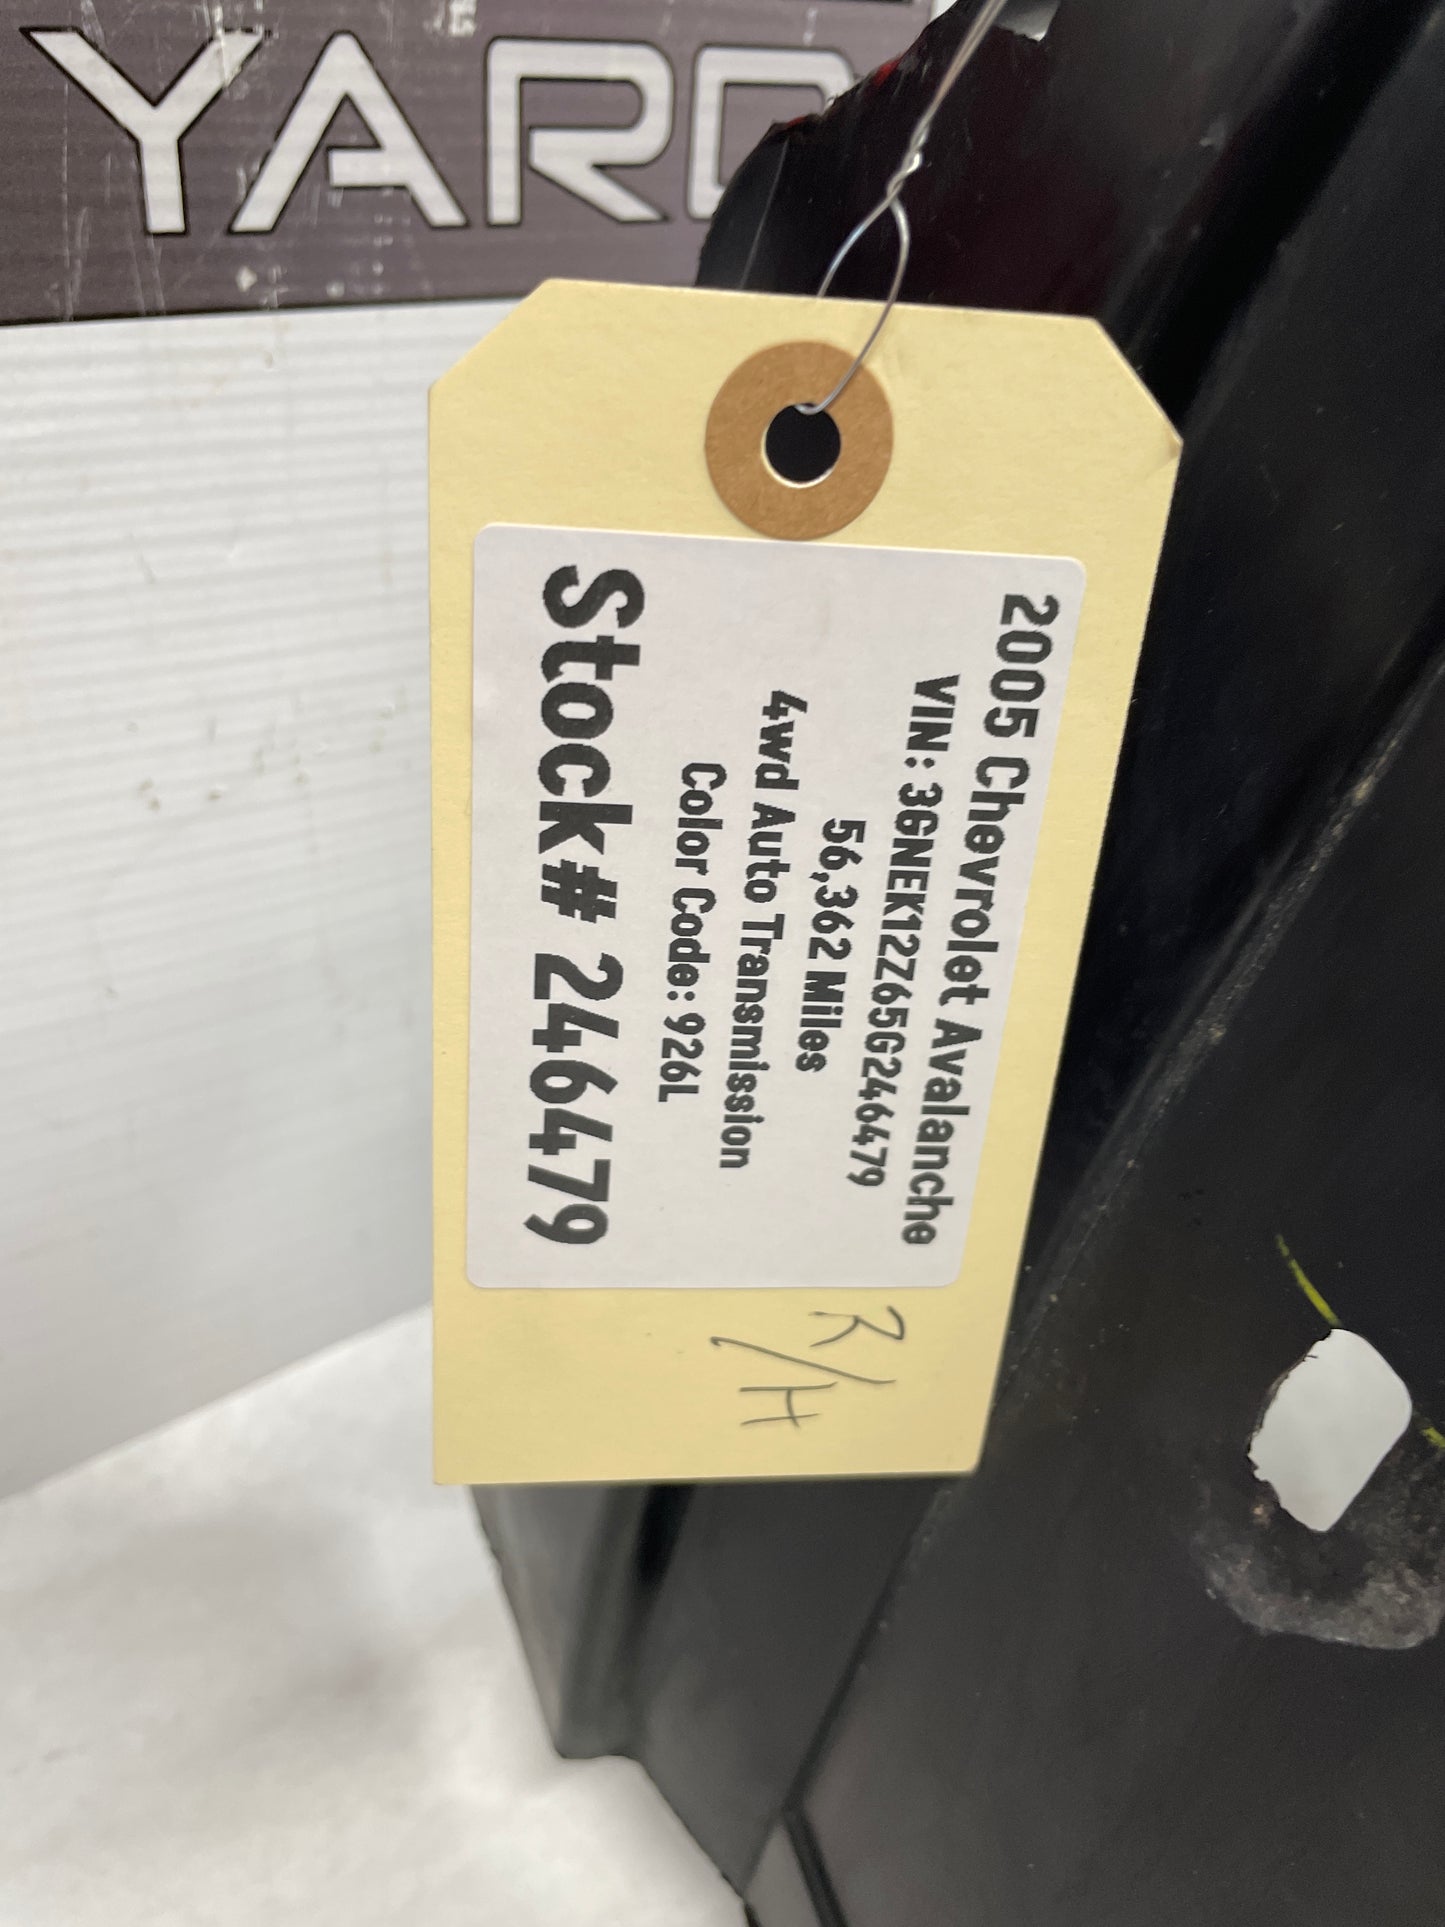 YARD
2005 Chevrolet Avalanche
VIN: 3GNEK12Z65G246479
56,362 Miles
4wd Auto Transmission
Color Code: 926L
Stock# 246479
R/H